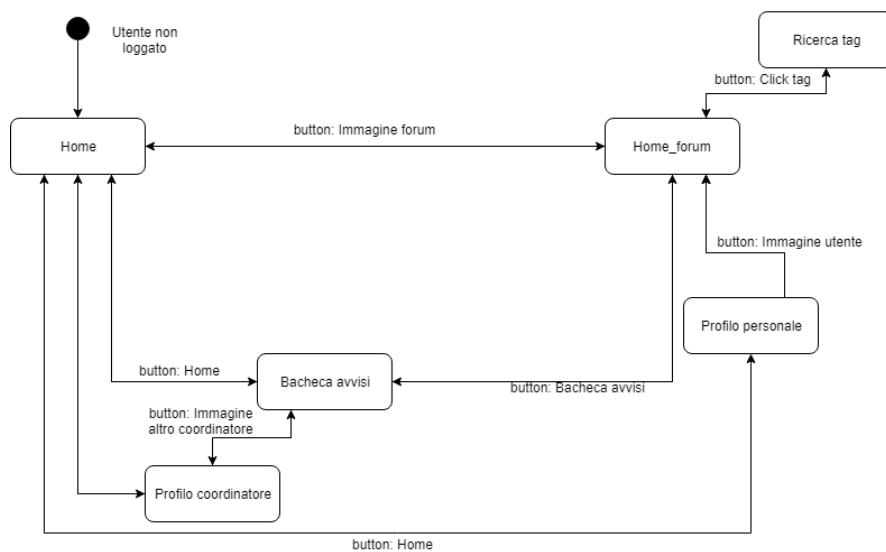 Utente non
loggato
Ricerca tag
button: Click tag
Home
button: Immagine forum
Home_forum
button: Immagine utente
Profilo personale
button: Home
Bacheca avvisi
button: Bacheca avvisi
button: Immagine
altro coordinatore
Profilo coordinatore
button: Home